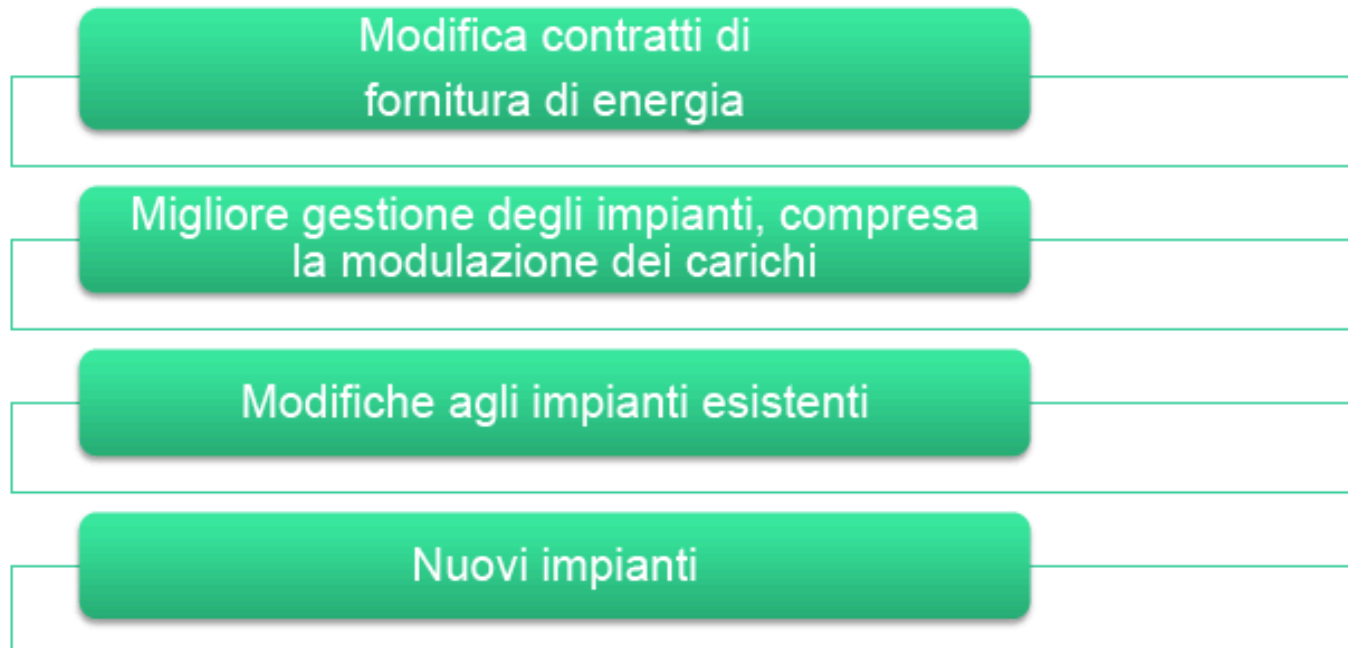 Modifica contratti di
fornitura di energia
Migliore gestione degli impianti, compresa
la modulazione dei carichi
Modifiche agli impianti esistenti
Nuovi impianti